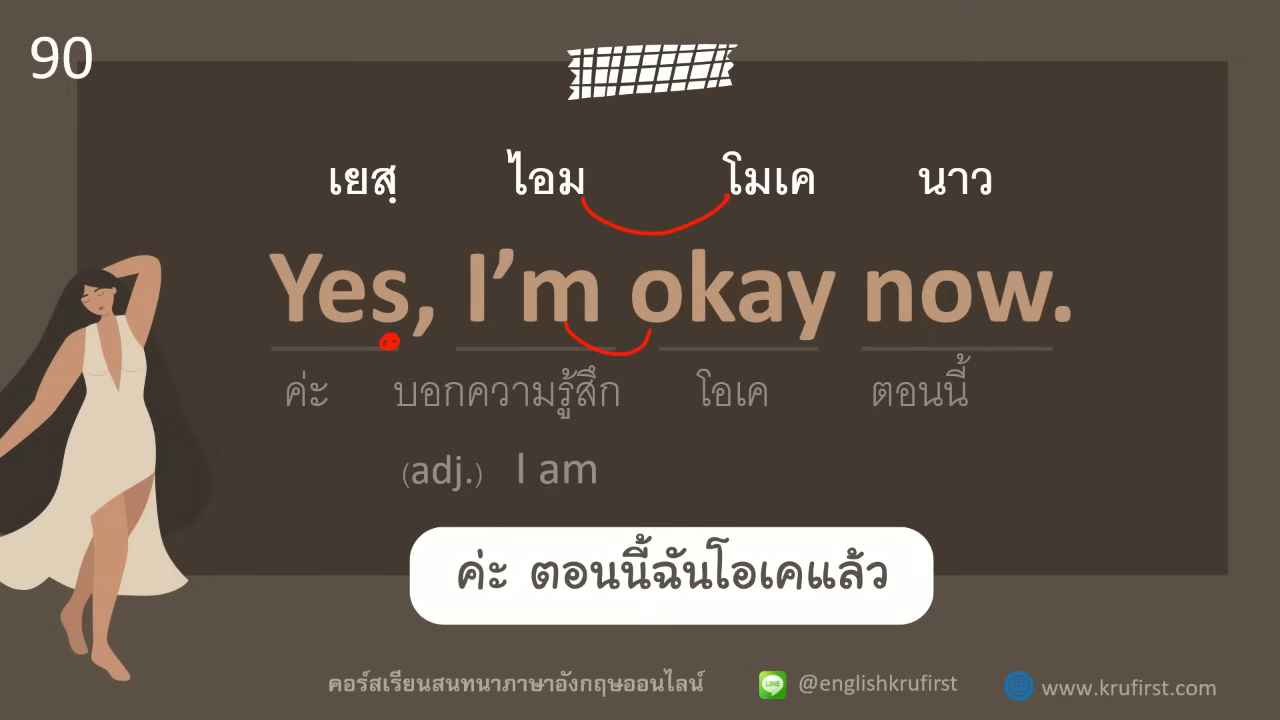 90
เยสฺ ไอม โมเค นาว
Yes, I’m okay now.
ค่ะ บอกความรู้สึก โอเค ตอนนี้
(adj.) I am
ค่ะ ตอนนี้ฉันโอเคแล้ว
คอร์สเรียนสนทนาภาษาอังกฤษออนไลน์ LINE @englishkrufirst www.krufirst.com